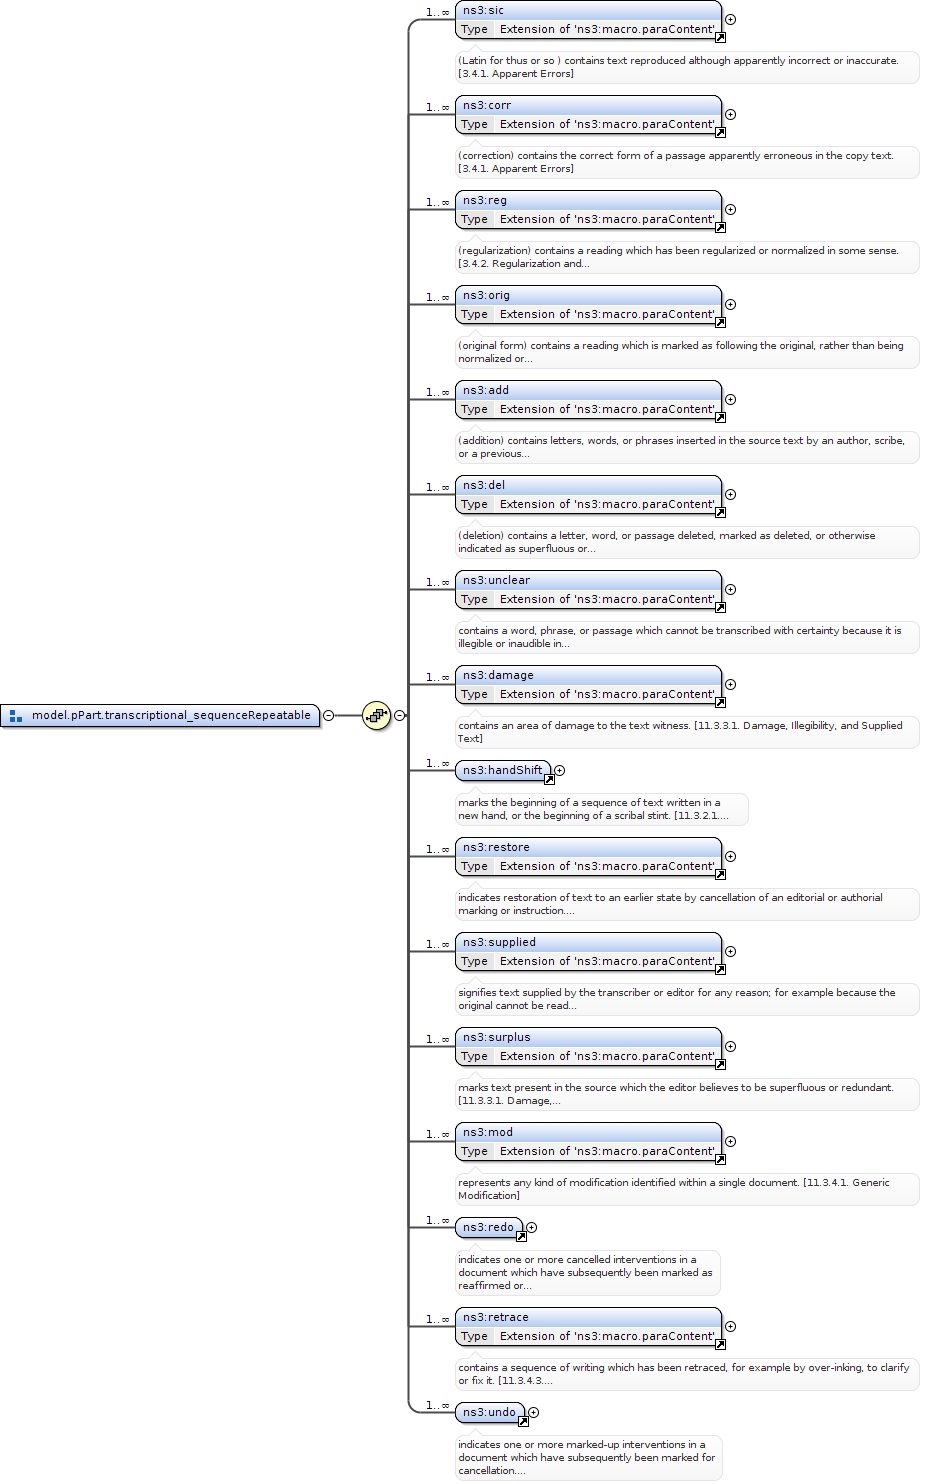 1..∞
ns3:sic
Type Extension of 'ns3:macro.paraContent'
(Latin for thus or so ) contains text reproduced although apparently incorrect or inaccurate.
[3.4.1. Apparent Errors]
1..∞
ns3:corr
Type Extension of 'ns3:macro.paraContent'
(correction) contains the correct form of a passage apparently erroneous in the copy text.
[3.4.1. Apparent Errors]
1..∞
ns3:reg
Type Extension of 'ns3:macro.paraContent'
(regularization) contains a reading which has been regularized or normalized in some sense.
[3.4.2. Regularization and...
1..∞
ns3:orig
Type Extension of 'ns3:macro.paraContent'
(original form) contains a reading which is marked as following the original, rather than being
normalized or...
1..∞
ns3:add
Type Extension of 'ns3:macro.paraContent'
(addition) contains letters, words, or phrases inserted in the source text by an author, scribe,
or a previous...
1..∞
ns3:del
Type Extension of 'ns3:macro.paraContent'
(deletion) contains a letter, word, or passage deleted, marked as deleted, or otherwise
indicated as superfluous or...
1..∞
ns3:unclear
Type Extension of 'ns3:macro.paraContent'
contains a word, phrase, or passage which cannot be transcribed with certainty because it is
illegible or inaudible in...
1..∞
ns3:damage
Type Extension of 'ns3:macro.paraContent'
model.pPart.transcriptional_sequenceRepeatable
contains an area of damage to the text witness. [11.3.3.1. Damage, Illegibility, and Supplied
Text]
1..∞
ns3:handShift
marks the beginning of a sequence of text written in a
new hand, or the beginning of a scribal stint. [11.3.2.1....
1..∞
ns3:restore
Type Extension of 'ns3:macro.paraContent'
indicates restoration of text to an earlier state by cancellation of an editorial or authorial
marking or instruction....
1..∞
ns3:supplied
Type Extension of 'ns3:macro.paraContent'
signifies text supplied by the transcriber or editor for any reason; for example because the
original cannot be read...
1..∞
ns3:surplus
Type Extension of 'ns3:macro.paraContent'
marks text present in the source which the editor believes to be superfluous or redundant.
[11.3.3.1. Damage,...
1..∞
ns3:mod
Type Extension of 'ns3:macro.paraContent'
represents any kind of modification identified within a single document. [11.3.4.1. Generic
Modification]
1..∞
ns3:redo
indicates one or more cancelled interventions in a
document which have subsequently been marked as
reaffirmed or...
1..∞
ns3:retrace
Type Extension of 'ns3:macro.paraContent'
contains a sequence of writing which has been retraced, for example by over-inking, to clarify
or fix it. [11.3.4.3....
1..∞
ns3:undo
indicates one or more marked-up interventions in a
document which have subsequently been marked for
cancellation....